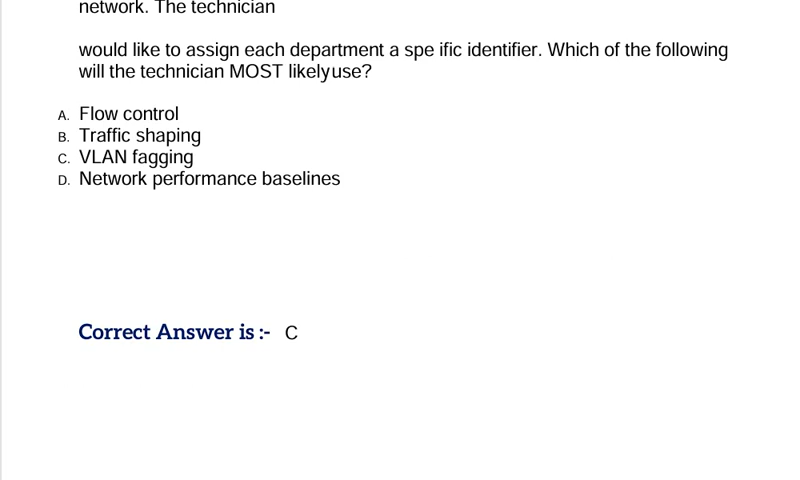 network. The technician
would like to assign each department a spe ific identifier. Which of the following
will the technician MOST likelyuse?
A. Flow control
B. Traffic shaping
C. VLAN fagging
D. Network performance baselines
Correct Answer is :- C